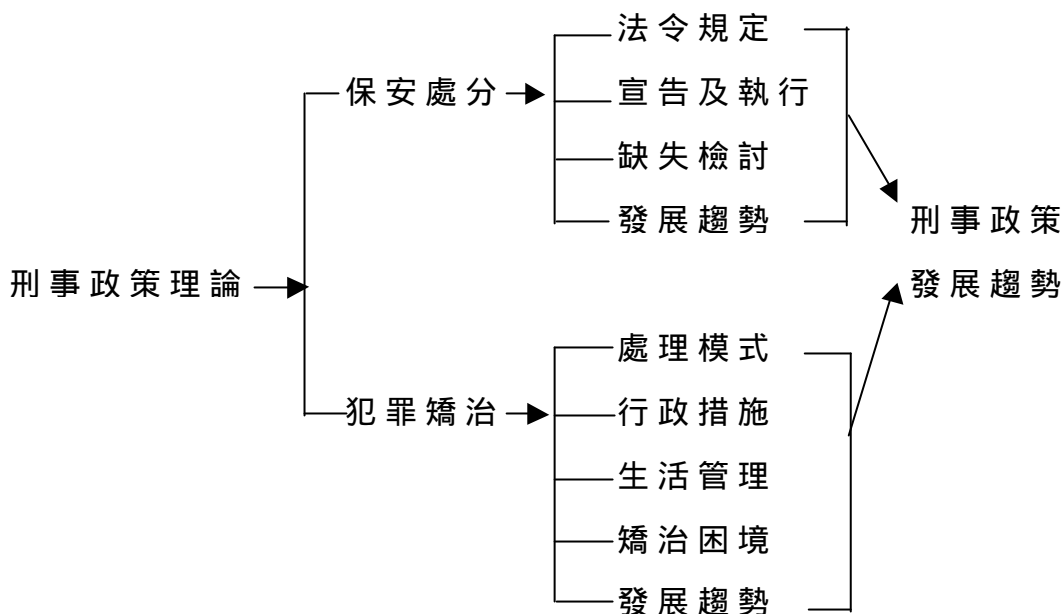 刑事政策理論
保安處分
法令規定
宣告及執行
缺失檢討
發展趨勢
犯罪矯治
處理模式
行政措施
生活管理
矯治困境
發展趨勢
刑事政策
發展趨勢